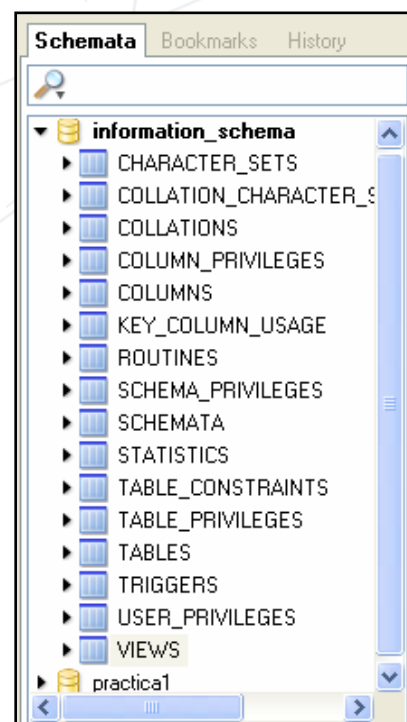 Schemata Bookmarks History
information_schema
CHARACTER_SETS
COLLATION_CHARACTER_S
COLLATIONS
COLUMN_PRIVILEGES
COLUMNS
KEY_COLUMN_USAGE
ROUTINES
SCHEMA_PRIVILEGES
SCHEMATA
STATISTICS
TABLE_CONSTRAINTS
TABLE_PRIVILEGES
TABLES
TRIGGERS
USER_PRIVILEGES
VIEWS
practica1